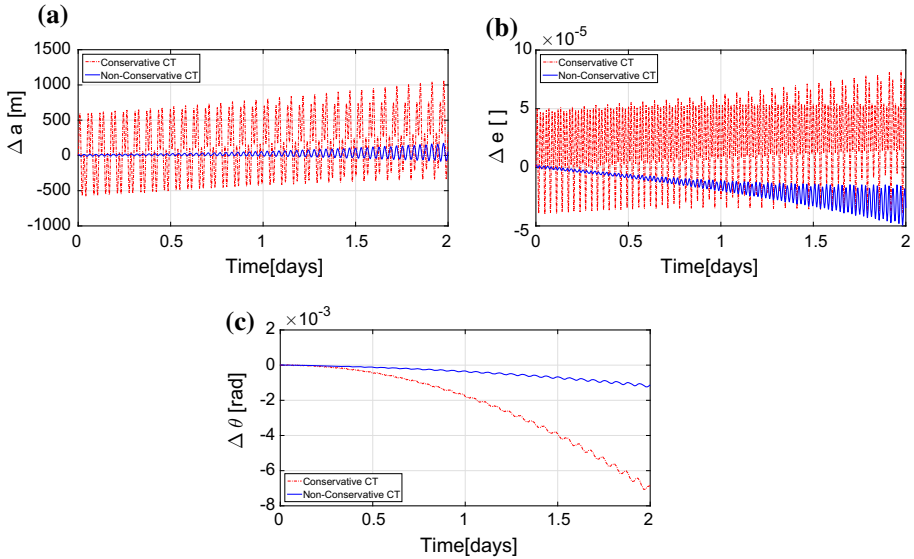 (a)
1500
1000
500
0
-500
-1000
Δ a [m]
Conservative CT
Non-Conservative CT
0 0.5 1 1.5 2
Time[days]
(b)
×10-5
10
5
0
-5
Δ e [ ]
Conservative CT
Non-Conservative CT
0 0.5 1 1.5 2
Time[days]
(c)
×10-3
2
0
-2
-4
-6
-8
Δ θ [rad]
Conservative CT
Non-Conservative CT
0 0.5 1 1.5 2
Time[days]